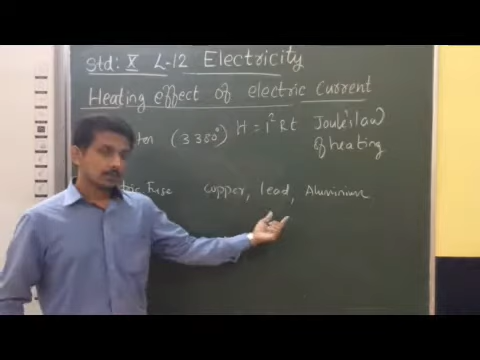 Std: X L-12 Electricity
Heating effect of electric Current
(3380°) H = I²Rt Joule's law
of heating
Fuse copper, lead, Aluminium